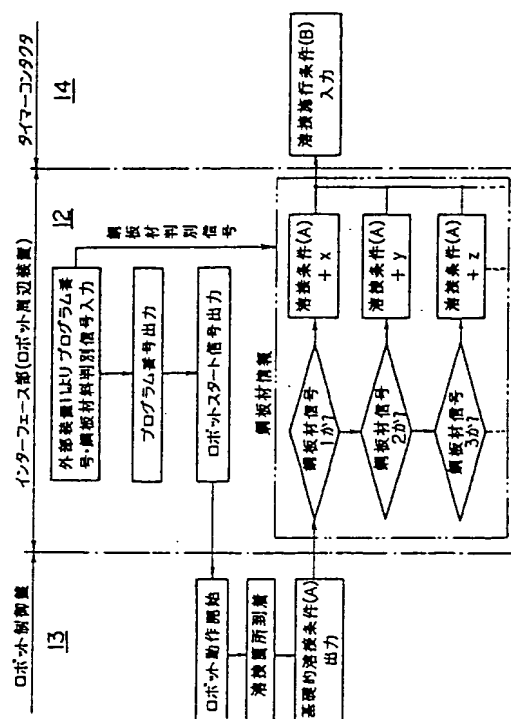 ロボット制御盤
インターフェース部(ロボット周辺装置)
タイマーコンタクタ
13
12
14
外部装置1よりプログラム番
号・鋼板材料判別信号入力
プログラム番号出力
ロボットスタート信号出力
鋼板材判別信号
ロボット動作開始
溶接箇所到着
基礎的溶接条件(A)
出力
鋼板材情報
鋼板材信号
1か?
溶接条件(A)
+ x
鋼板材信号
2か?
溶接条件(A)
+ y
鋼板材信号
3か?
溶接条件(A)
+ z
溶接施行条件(B)
入力